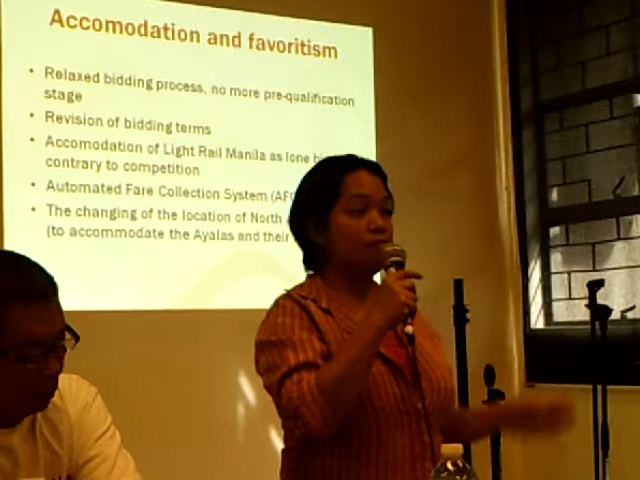 Accomodation and favoritism
• Relaxed bidding process, no more pre-qualification
stage
• Revision of bidding terms
• Accomodation of Light Rail Manila as lone
contrary to competition
• Automated Fare Collection System
• The changing of the location of North
(to accommodate the Ayalas and their